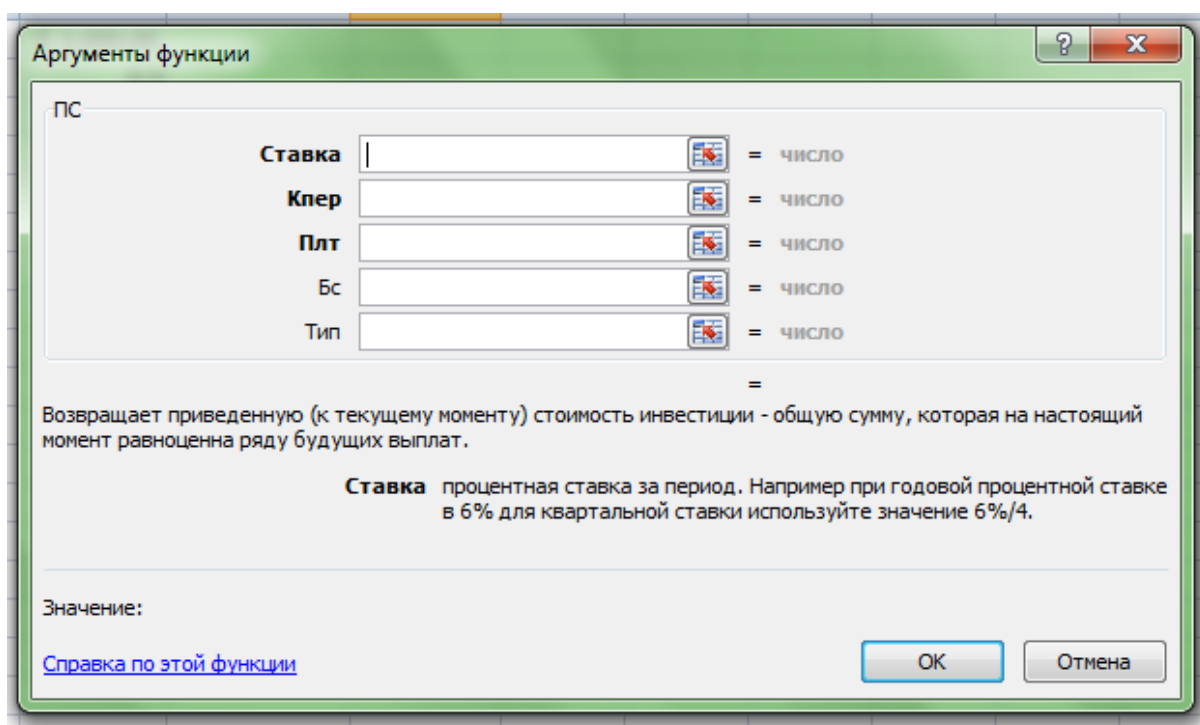 Аргументы функции
?
ПС
Ставка = число
Кпер = число
Плт = число
Бс = число
Тип = число
=
Возвращает приведенную (к текущему моменту) стоимость инвестиции - общую сумму, которая на настоящий
момент равноценна ряду будущих выплат.
Ставка процентная ставка за период. Например при годовой процентной ставке
в 6% для квартальной ставки используйте значение 6%/4.
Значение:
Справка по этой функции
ОК Отмена